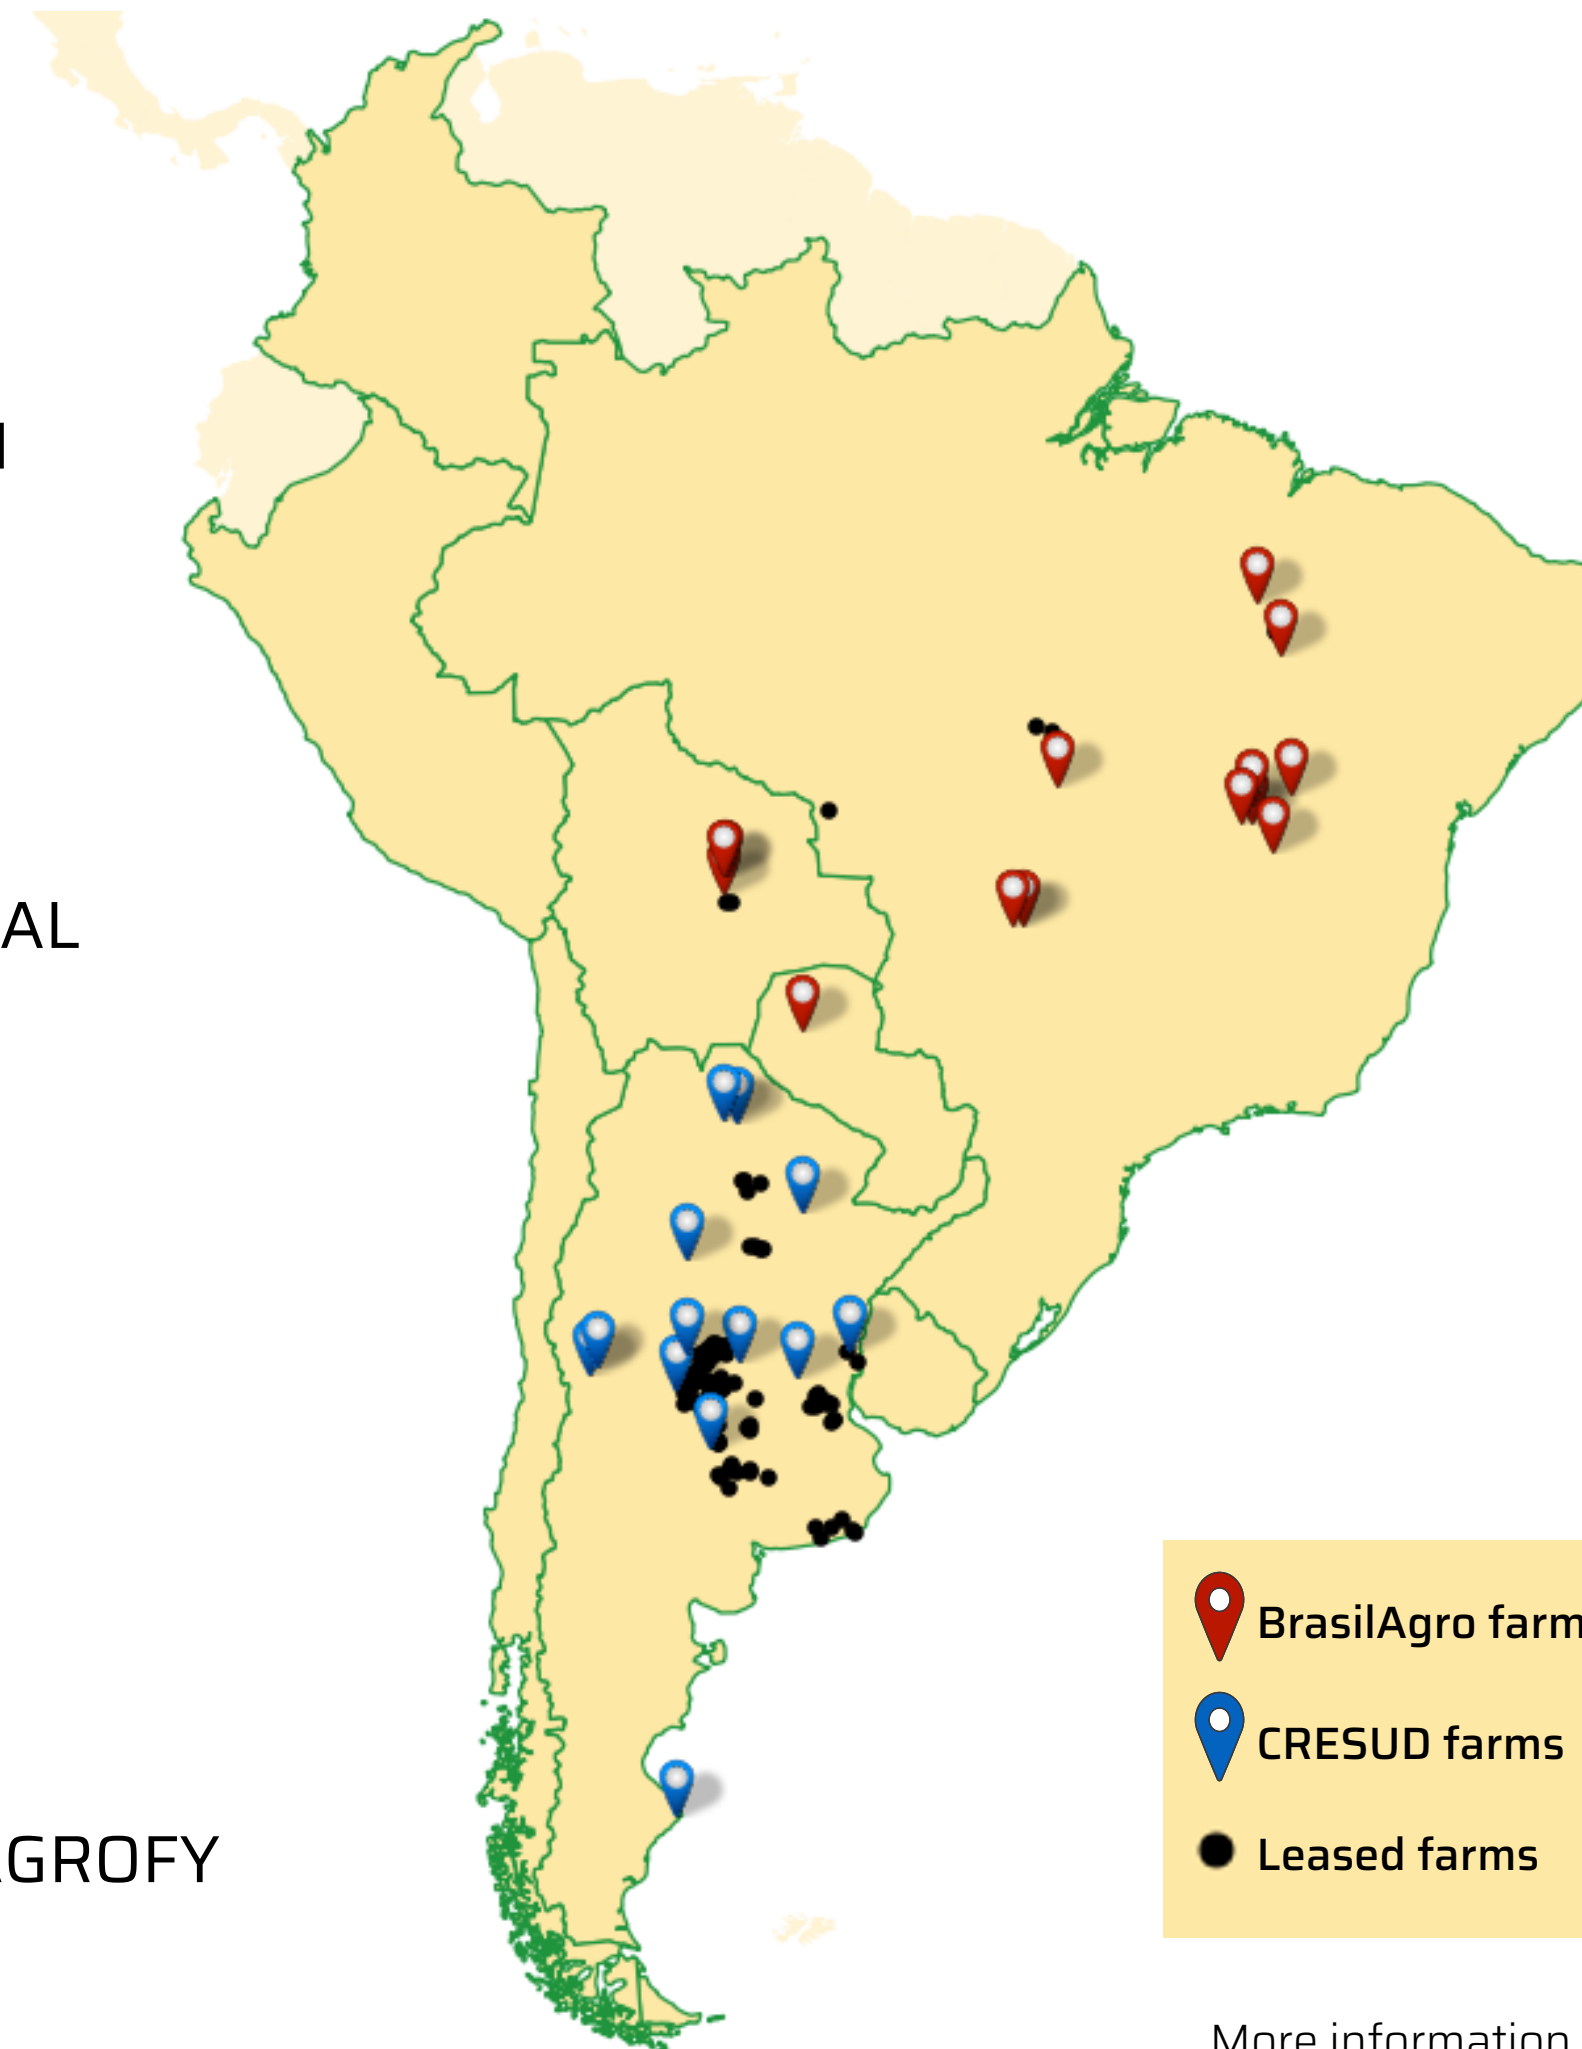 AL
BrasilAgro farm
CRESUD farms
GROFY
Leased farms
More information